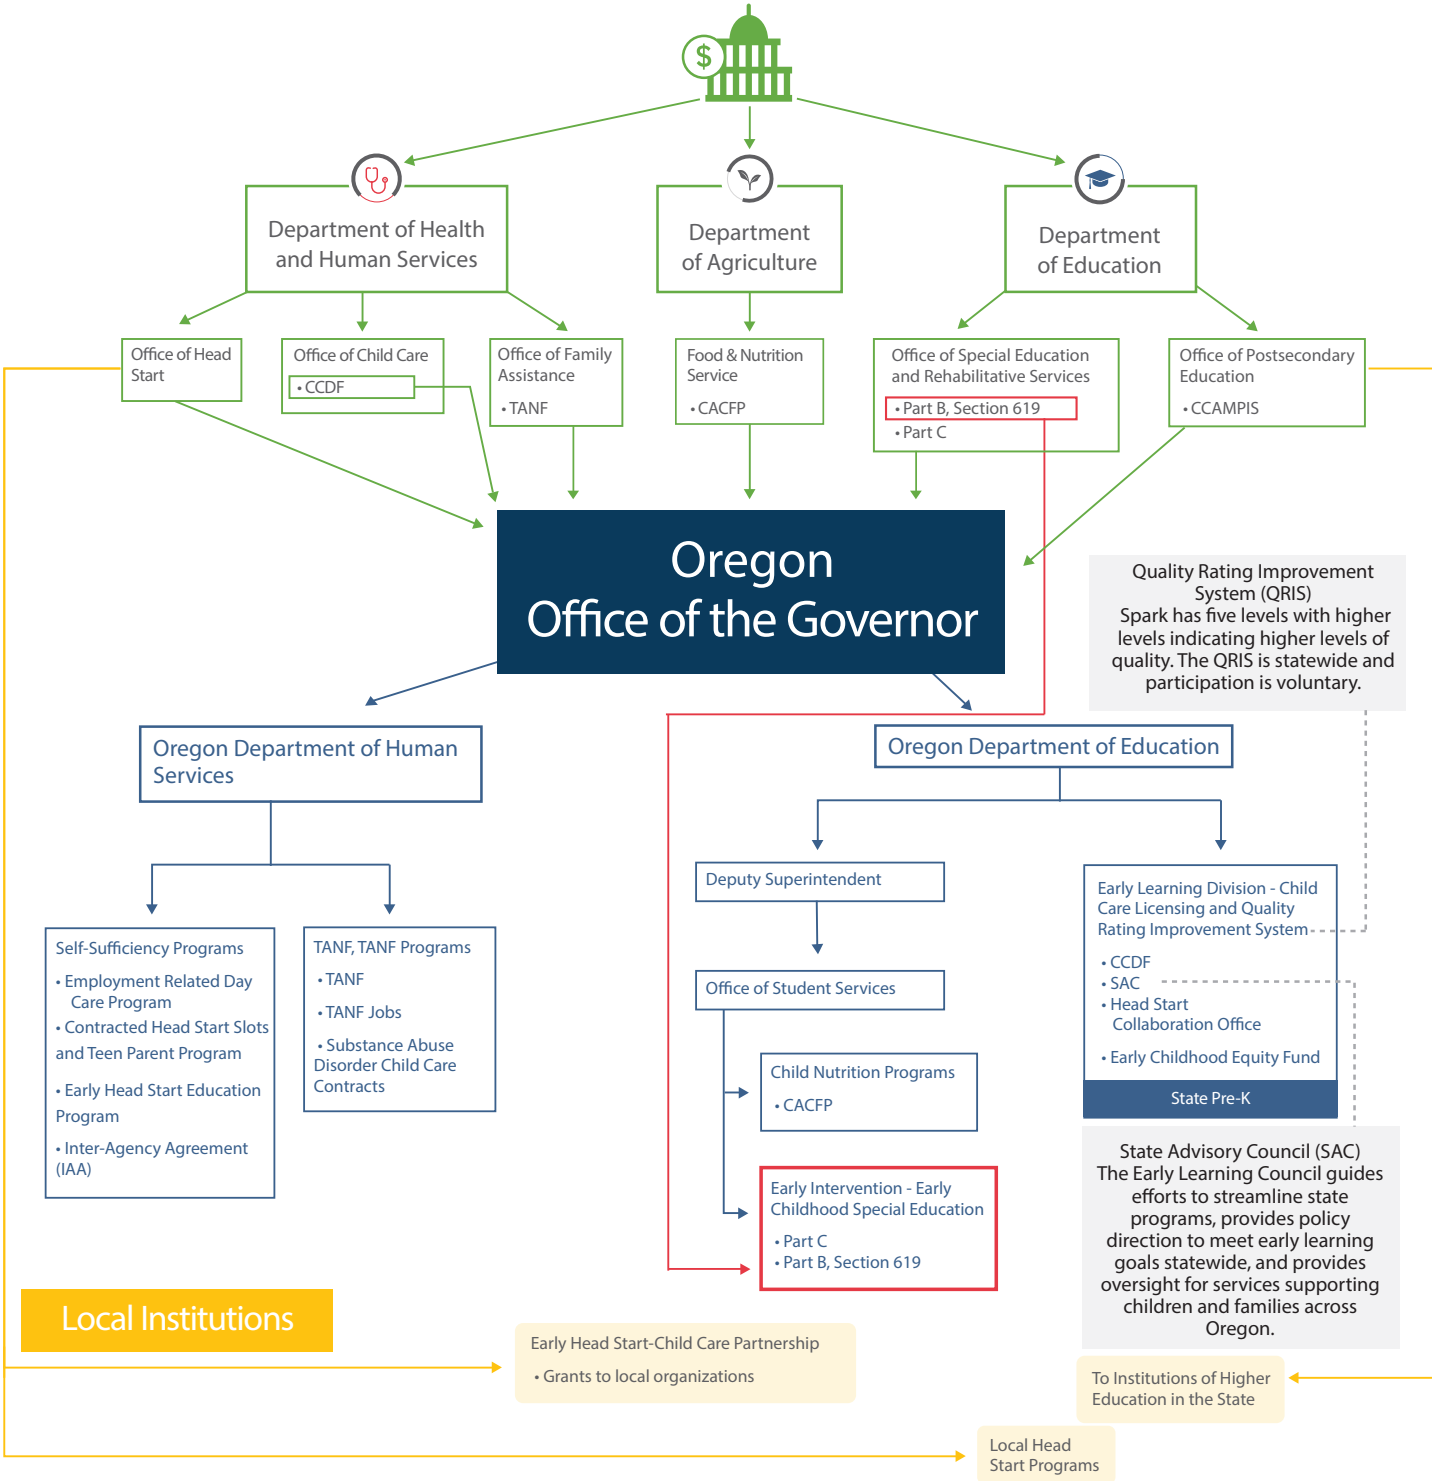 $
Department of Health
and Human Services
Department
of Agriculture
Department
of Education
Office of Head
Start
Office of Child Care
• CCDF
Office of Family
Assistance
• TANF
Food & Nutrition
Service
• CACFP
Office of Special Education
and Rehabilitative Services
• Part B, Section 619
• Part C
Office of Postsecondary
Education
• CCAMPIS
Oregon
Office of the Governor
Quality Rating Improvement
System (QRIS)
Spark has five levels with higher
levels indicating higher levels of
quality. The QRIS is statewide and
participation is voluntary.
Oregon Department of Human
Services
Oregon Department of Education
Self-Sufficiency Programs
• Employment Related Day
Care Program
• Contracted Head Start Slots
and Teen Parent Program
• Early Head Start Education
Program
• Inter-Agency Agreement
(IAA)
TANF, TANF Programs
• TANF
• TANF Jobs
• Substance Abuse
Disorder Child Care
Contracts
Deputy Superintendent
Office of Student Services
Child Nutrition Programs
• CACFP
Early Intervention - Early
Childhood Special Education
• Part C
• Part B, Section 619
Early Learning Division - Child
Care Licensing and Quality
Rating Improvement System
• CCDF
• SAC
• Head Start
Collaboration Office
• Early Childhood Equity Fund
State Pre-K
State Advisory Council (SAC)
The Early Learning Council guides
efforts to streamline state
programs, provides policy
direction to meet early learning
goals statewide, and provides
oversight for services supporting
children and families across
Oregon.
Local Institutions
Early Head Start-Child Care Partnership
• Grants to local organizations
To Institutions of Higher
Education in the State
Local Head
Start Programs